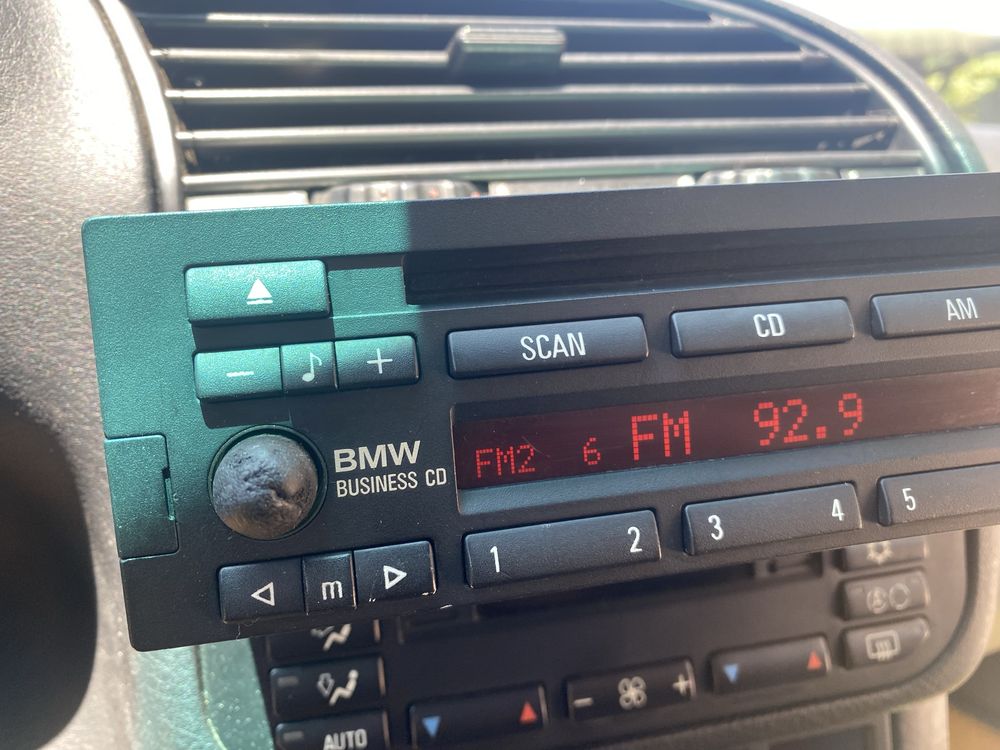 SCAN
CD
AM
- +
FM2 6 FM 92.9
BMW
BUSINESS CD
1 2
3 4
5
m
- +
AUTO